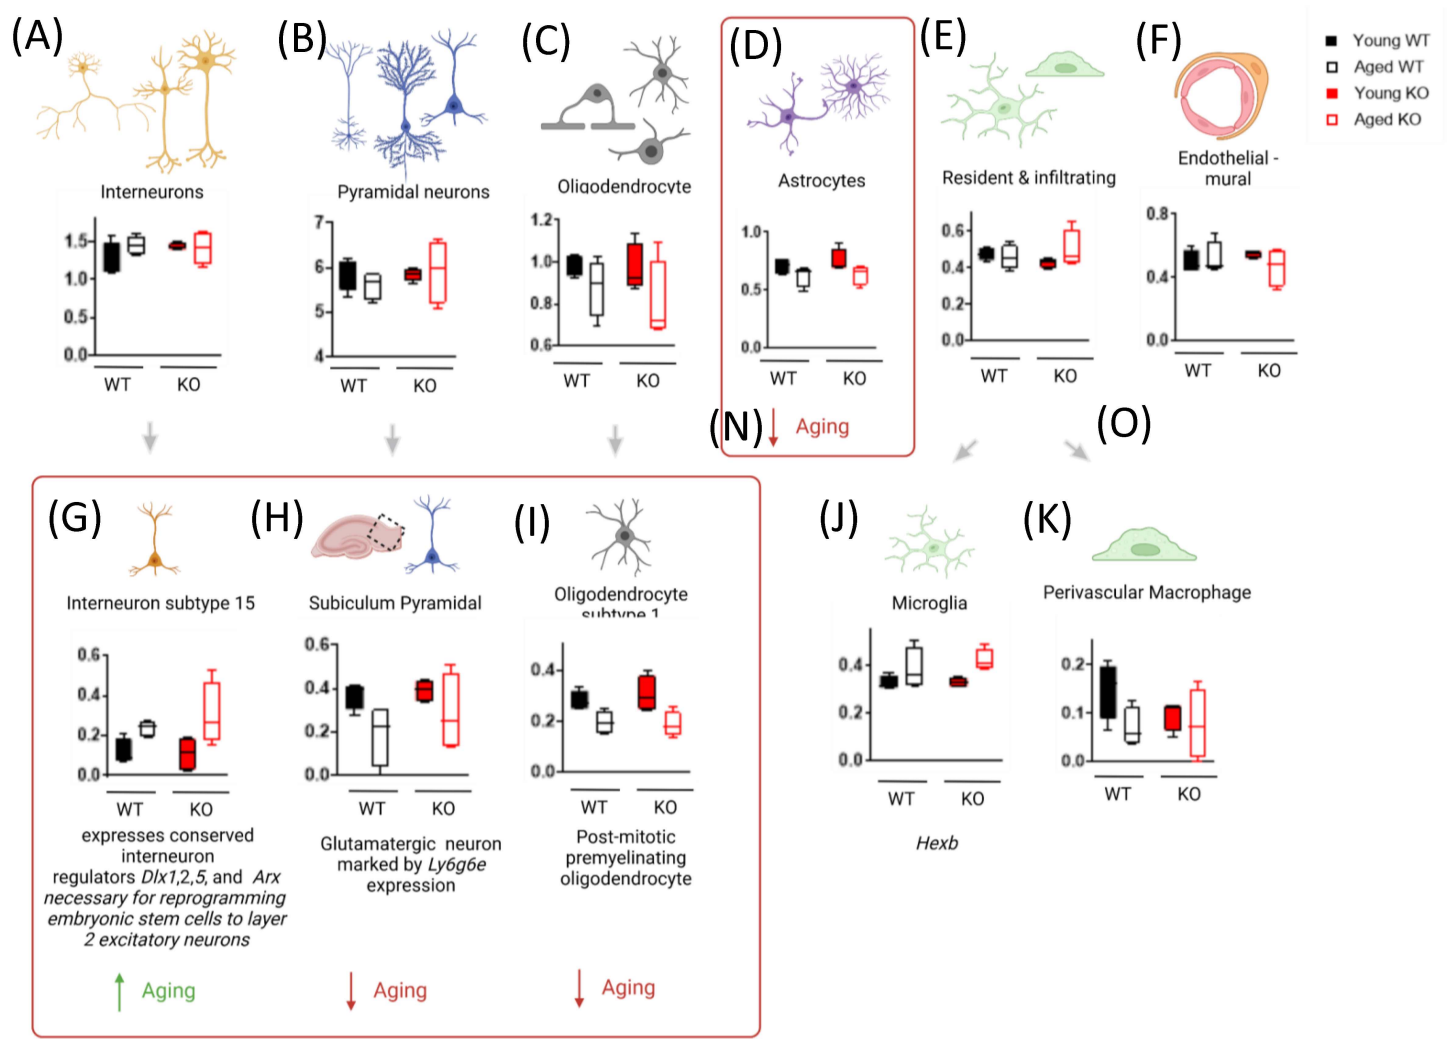 (A)
(B)
(C)
(D)
(E)
(F)
Young WT
Aged WT
Young KO
Aged KO
Interneurons
Pyramidal neurons
Oligodendrocyte
Astrocytes
Resident & infiltrating
Endothelial -
mural
1.5
1.0
0.5
0.0
WT
KO
7
6
5
4
WT
KO
1.2
1.0
0.8
0.6
WT
KO
1.0
0.5
0.0
WT
KO
0.6
0.4
0.2
0.0
WT
KO
0.8
0.4
0.0
WT
KO
(N)
Aging
(O)
(G)
(H)
(I)
(J)
(K)
Interneuron subtype 15
Subiculum Pyramidal
Oligodendrocyte
subtype 1
Microglia
Perivascular Macrophage
0.6
0.4
0.2
0.0
WT
KO
0.6
0.4
0.2
0.0
WT
KO
0.4
0.2
0.0
WT
KO
0.4
0.2
0.0
WT
KO
0.2
0.1
0.0
WT
KO
expresses conserved
interneuron
regulators Dlx1,2,5, and Arx
necessary for reprogramming
embryonic stem cells to layer
2 excitatory neurons
Glutamatergic neuron
marked by Ly6g6e
expression
Post-mitotic
premyelinating
oligodendrocyte
Hexb
Aging
Aging
Aging